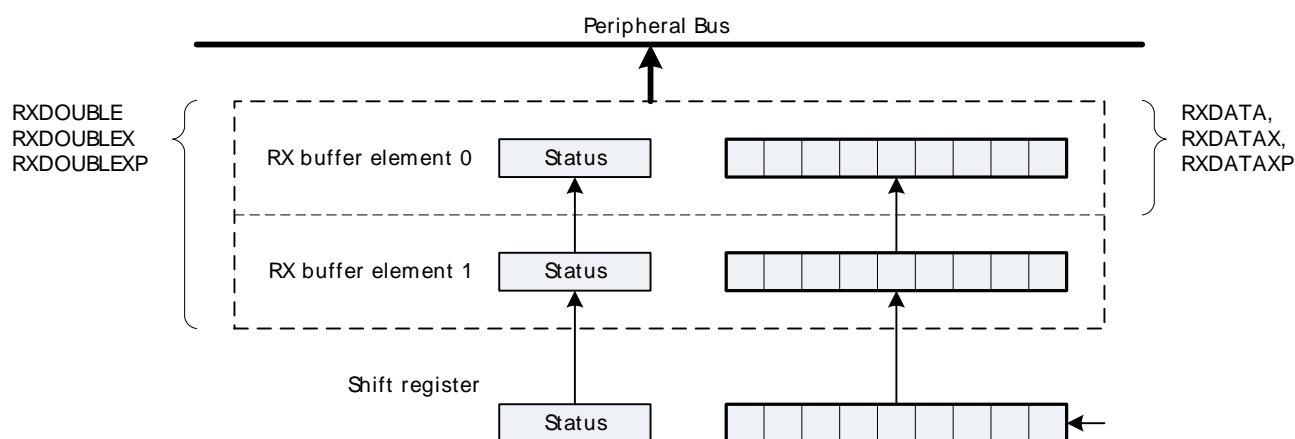 Peripheral Bus
RXDOUBLE
RXDOUBLEX
RXDOUBLEXP
RXDATA,
RXDATAX,
RXDATAXP
RX buffer element 0
Status
RX buffer element 1
Status
Shift register
Status